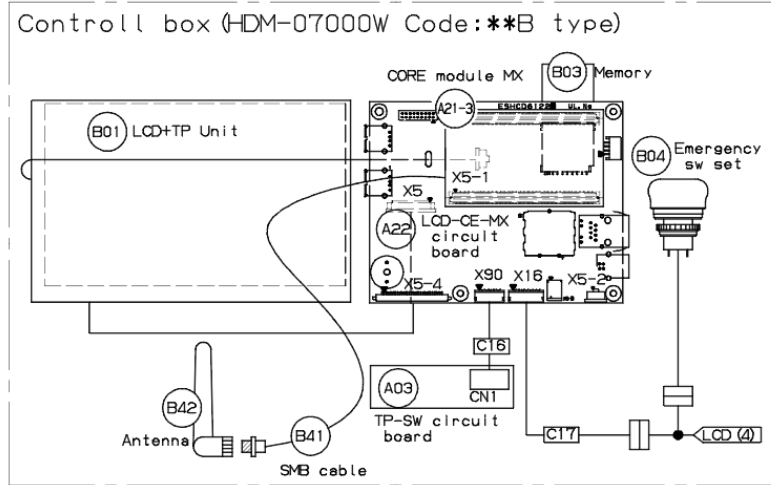 Controll box (HDM-07000W Code:**B type)
CORE module MX
B03 Memory
A21-3
ESHCD6122
B01 LCD+TP Unit
B04 Emergency
sw set
X5-1
X5
A22
LCD-CE-MX
circuit
board
X5-4
X90
X16
X5-2
C16
A03
CN1
TP-SW circuit
board
B42
Antenna
B41
SMB cable
C17
LCD (4)